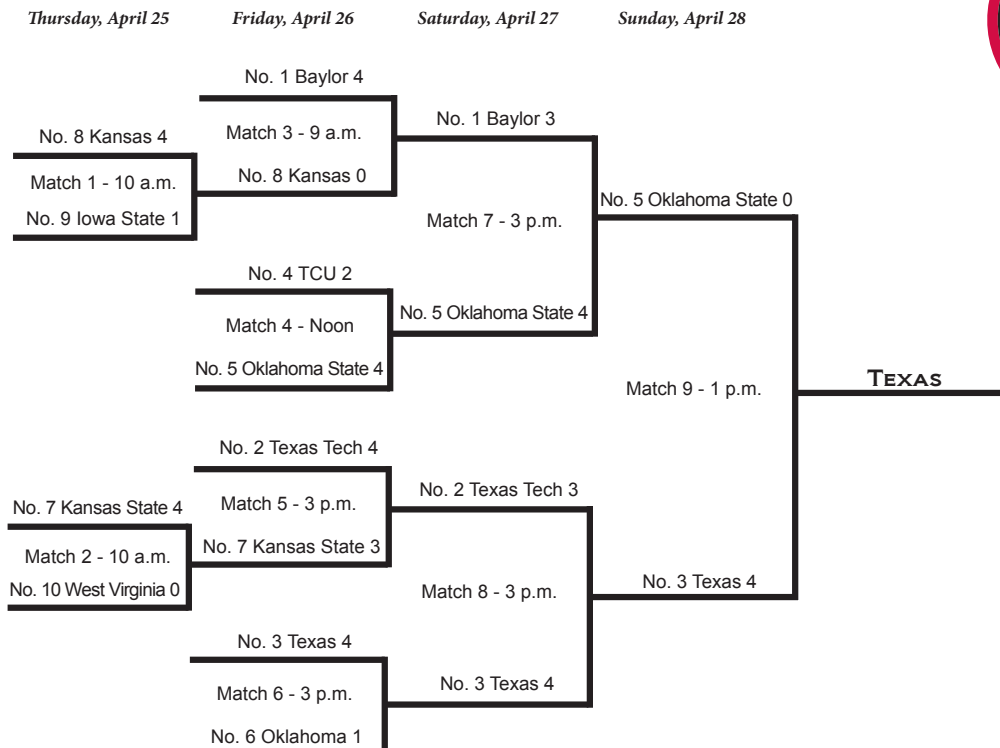 Thursday, April 25
Friday, April 26
Saturday, April 27
Sunday, April 28
No. 8 Kansas 4
Match 1 - 10 a.m.
No. 9 Iowa State 1
No. 7 Kansas State 4
Match 2 - 10 a.m.
No. 10 West Virginia 0
No. 1 Baylor 4
Match 3 - 9 a.m.
No. 8 Kansas 0
No. 4 TCU 2
Match 4 - Noon
No. 5 Oklahoma State 4
No. 2 Texas Tech 4
Match 5 - 3 p.m.
No. 7 Kansas State 3
No. 3 Texas 4
Match 6 - 3 p.m.
No. 6 Oklahoma 1
No. 1 Baylor 3
Match 7 - 3 p.m.
No. 5 Oklahoma State 4
No. 2 Texas Tech 3
Match 8 - 3 p.m.
No. 3 Texas 4
No. 5 Oklahoma State 0
Match 9 - 1 p.m.
No. 3 Texas 4
TEXAS